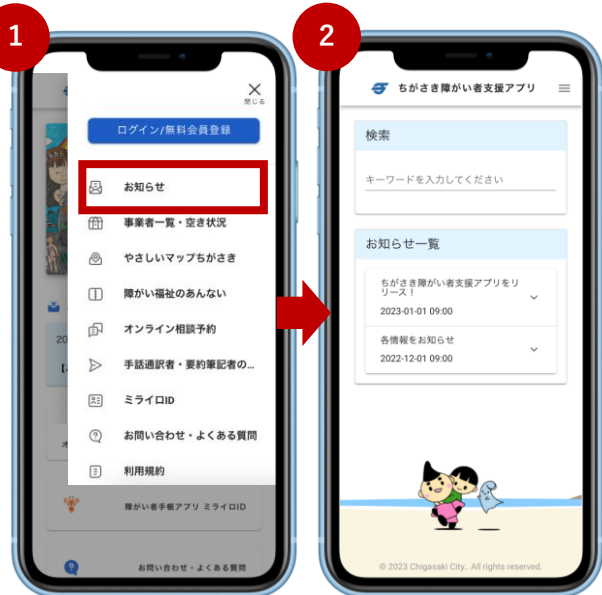 1
閉じる
ログイン/無料会員登録
お知らせ
事業者一覧・空き状況
やさしいマップちがさき
障がい福祉のあんない
オンライン相談予約
手話通訳者・要約筆記者の...
ミライロID
お問い合わせ・よくある質問
利用規約
障がい者手帳アプリ ミライロID
お問い合わせ・よくある質問
2
ちがさき障がい者支援アプリ
検索
キーワードを入力してください
お知らせ一覧
ちがさき障がい者支援アプリをリ
リース！
2023-01-01 09:00
各情報をお知らせ
2022-12-01 09:00
© 2023 Chigasaki City.. All rights reserved.